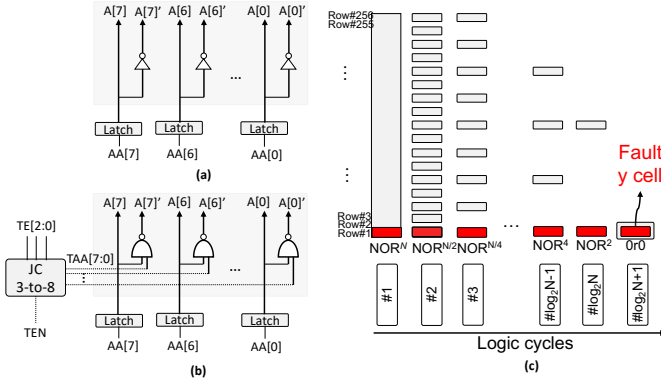 A[7] A[7]' A[6] A[6]' A[0] A[0]'
...
Latch Latch Latch
AA[7] AA[6] AA[0]
(a)
A[7] A[7]' A[6] A[6]' A[0] A[0]'
TE[2:0]
TAA[7:0]
...
JC
3-to-8
TEN
Latch Latch Latch
AA[7] AA[6] AA[0]
(b)
Row#256
Row#255
...
...
Row#3
Row#2
Row#1
Fault
y cell
...
NOR^N NOR^N/2 NOR^N/4 NOR^4 NOR^2 0r0
#1 #2 #3 #log₂N-1 #log₂N #log₂N+1
Logic cycles
(c)